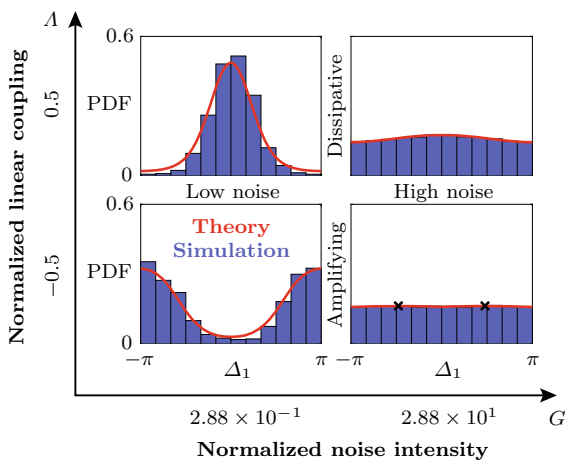 Λ
0.6
PDF
0
Dissipative
Low noise
High noise
0.6
Theory
Simulation
PDF
0
Amplifying
−π
Δ₁
π
−π
Δ₁
π
Normalized linear coupling
0.5
−0.5
2.88 × 10⁻¹
2.88 × 10¹
G
Normalized noise intensity